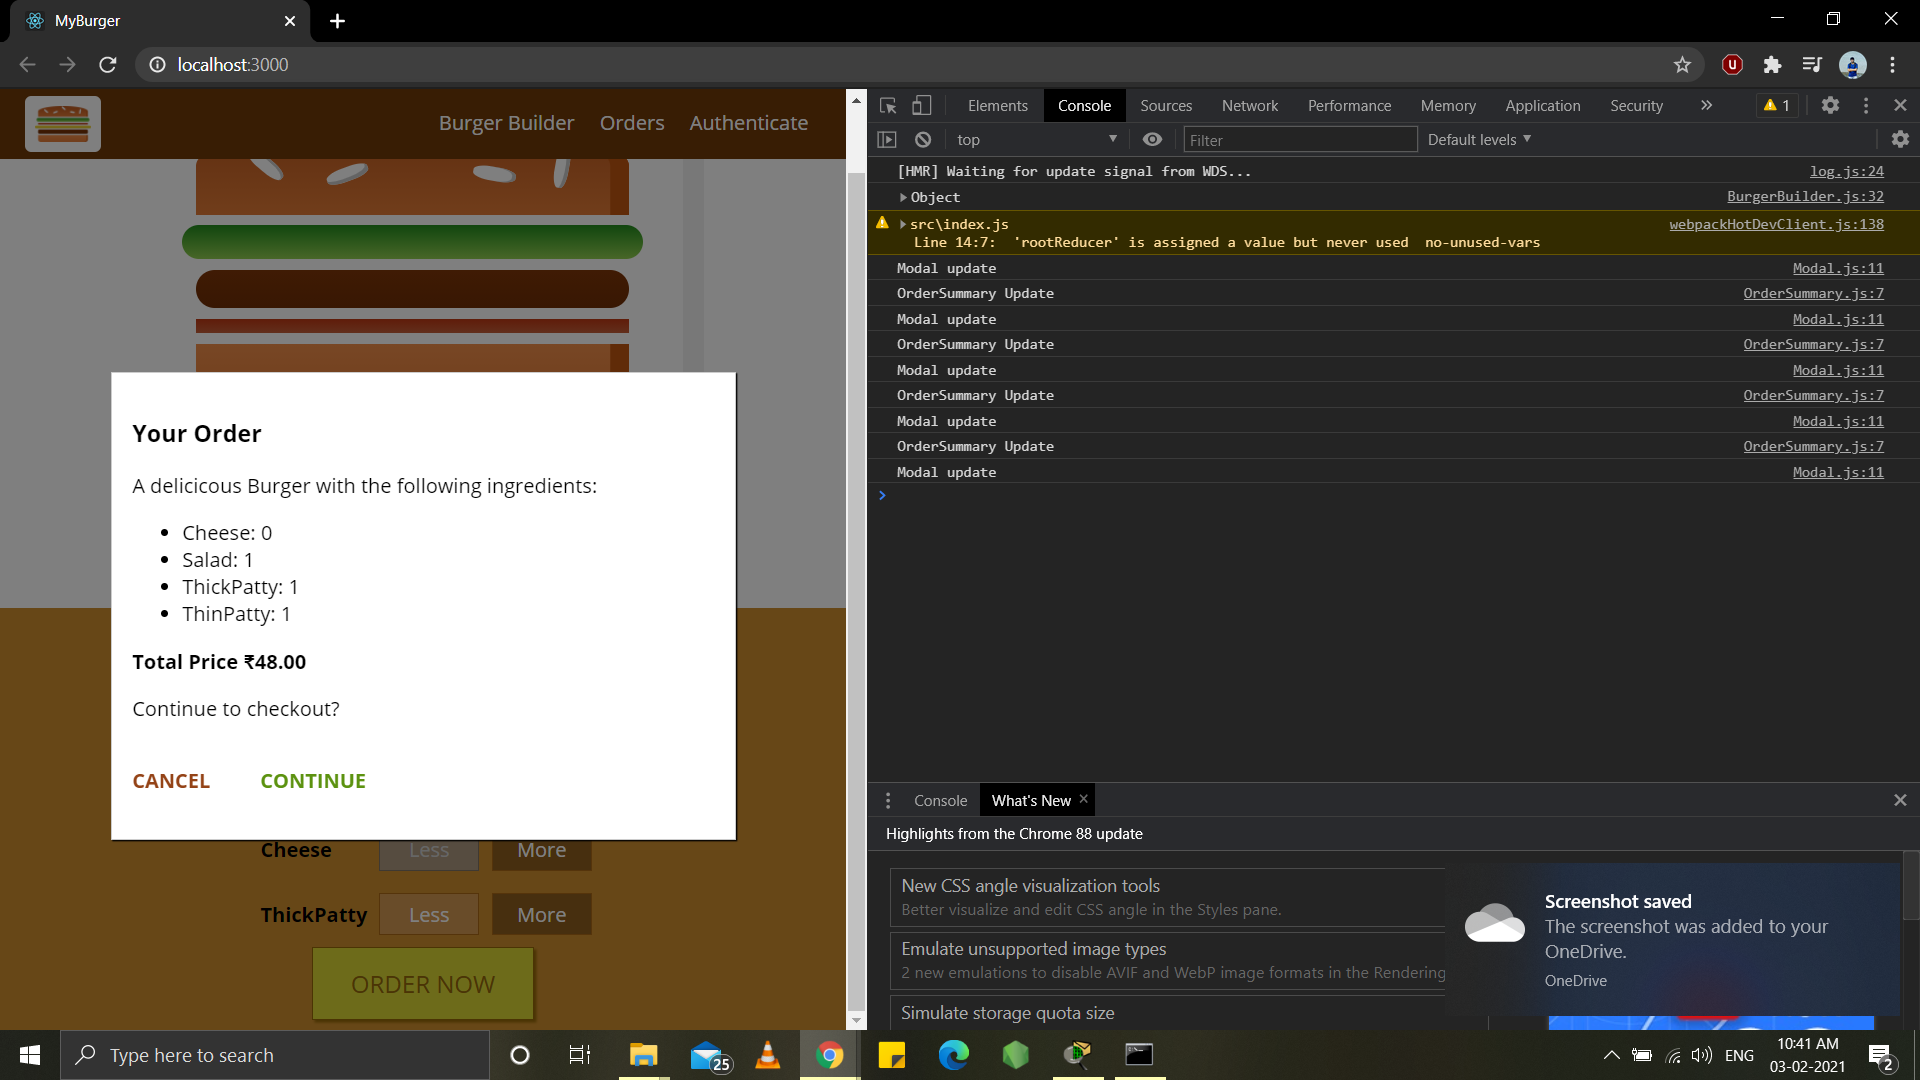 MyBurger
localhost:3000
Burger Builder Orders Authenticate
Your Order
A delicicous Burger with the following ingredients:
Cheese: 0
Salad: 1
ThickPatty: 1
ThinPatty: 1
Total Price ₹48.00
Continue to checkout?
CANCEL CONTINUE
Cheese Less More
ThickPatty Less More
ORDER NOW
Elements Console Sources Network Performance Memory Application Security » 1
top Filter Default levels
[HMR] Waiting for update signal from WDS... log.js:24
Object BurgerBuilder.js:32
src\index.js webpackHotDevClient.js:138
Line 14:7: 'rootReducer' is assigned a value but never used no-unused-vars
Modal update Modal.js:11
OrderSummary Update OrderSummary.js:7
Modal update Modal.js:11
OrderSummary Update OrderSummary.js:7
Modal update Modal.js:11
OrderSummary Update OrderSummary.js:7
Modal update Modal.js:11
OrderSummary Update OrderSummary.js:7
Modal update Modal.js:11
Console What's New
Highlights from the Chrome 88 update
New CSS angle visualization tools
Better visualize and edit CSS angle in the Styles pane.
Emulate unsupported image types
2 new emulations to disable AVIF and WebP image formats in the Rendering
Simulate storage quota size
Screenshot saved
The screenshot was added to your
OneDrive.
OneDrive
Type here to search
25
ENG
10:41 AM
03-02-2021
2